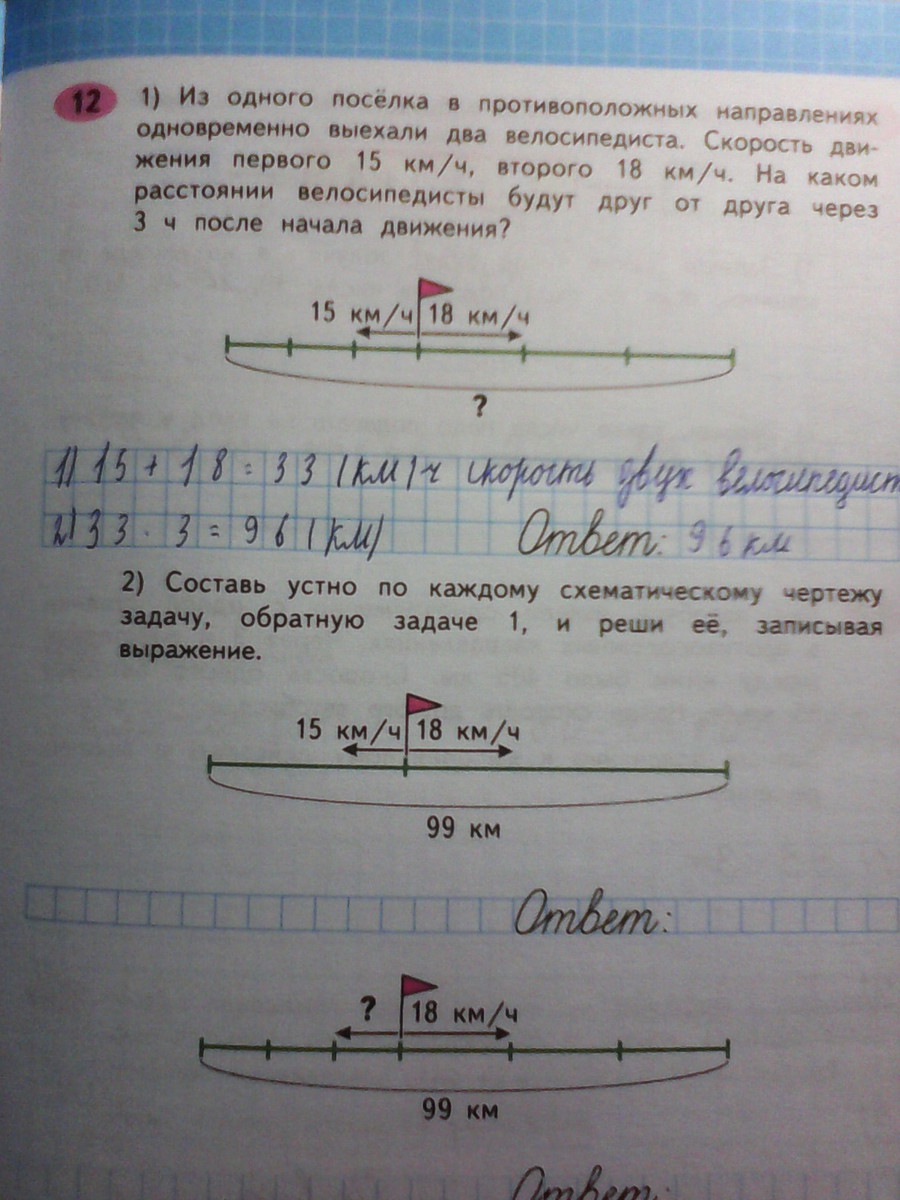 12 1) Из одного посёлка в противоположных направлениях
одновременно выехали два велосипедиста. Скорость дви-
жения первого 15 км/ч, второго 18 км/ч. На каком
расстоянии велосипедисты будут друг от друга через
3 ч после начала движения?
15 км/ч 18 км/ч
?
1) 15 + 18 = 33 (км) ч скорость двух велосипедист
2) 33 · 3 = 96 (км) Ответ: 96 км
2) Составь устно по каждому схематическому чертежу
задачу, обратную задаче 1, и реши её, записывая
выражение.
15 км/ч 18 км/ч
99 км
Ответ:
? 18 км/ч
99 км
Ответ: